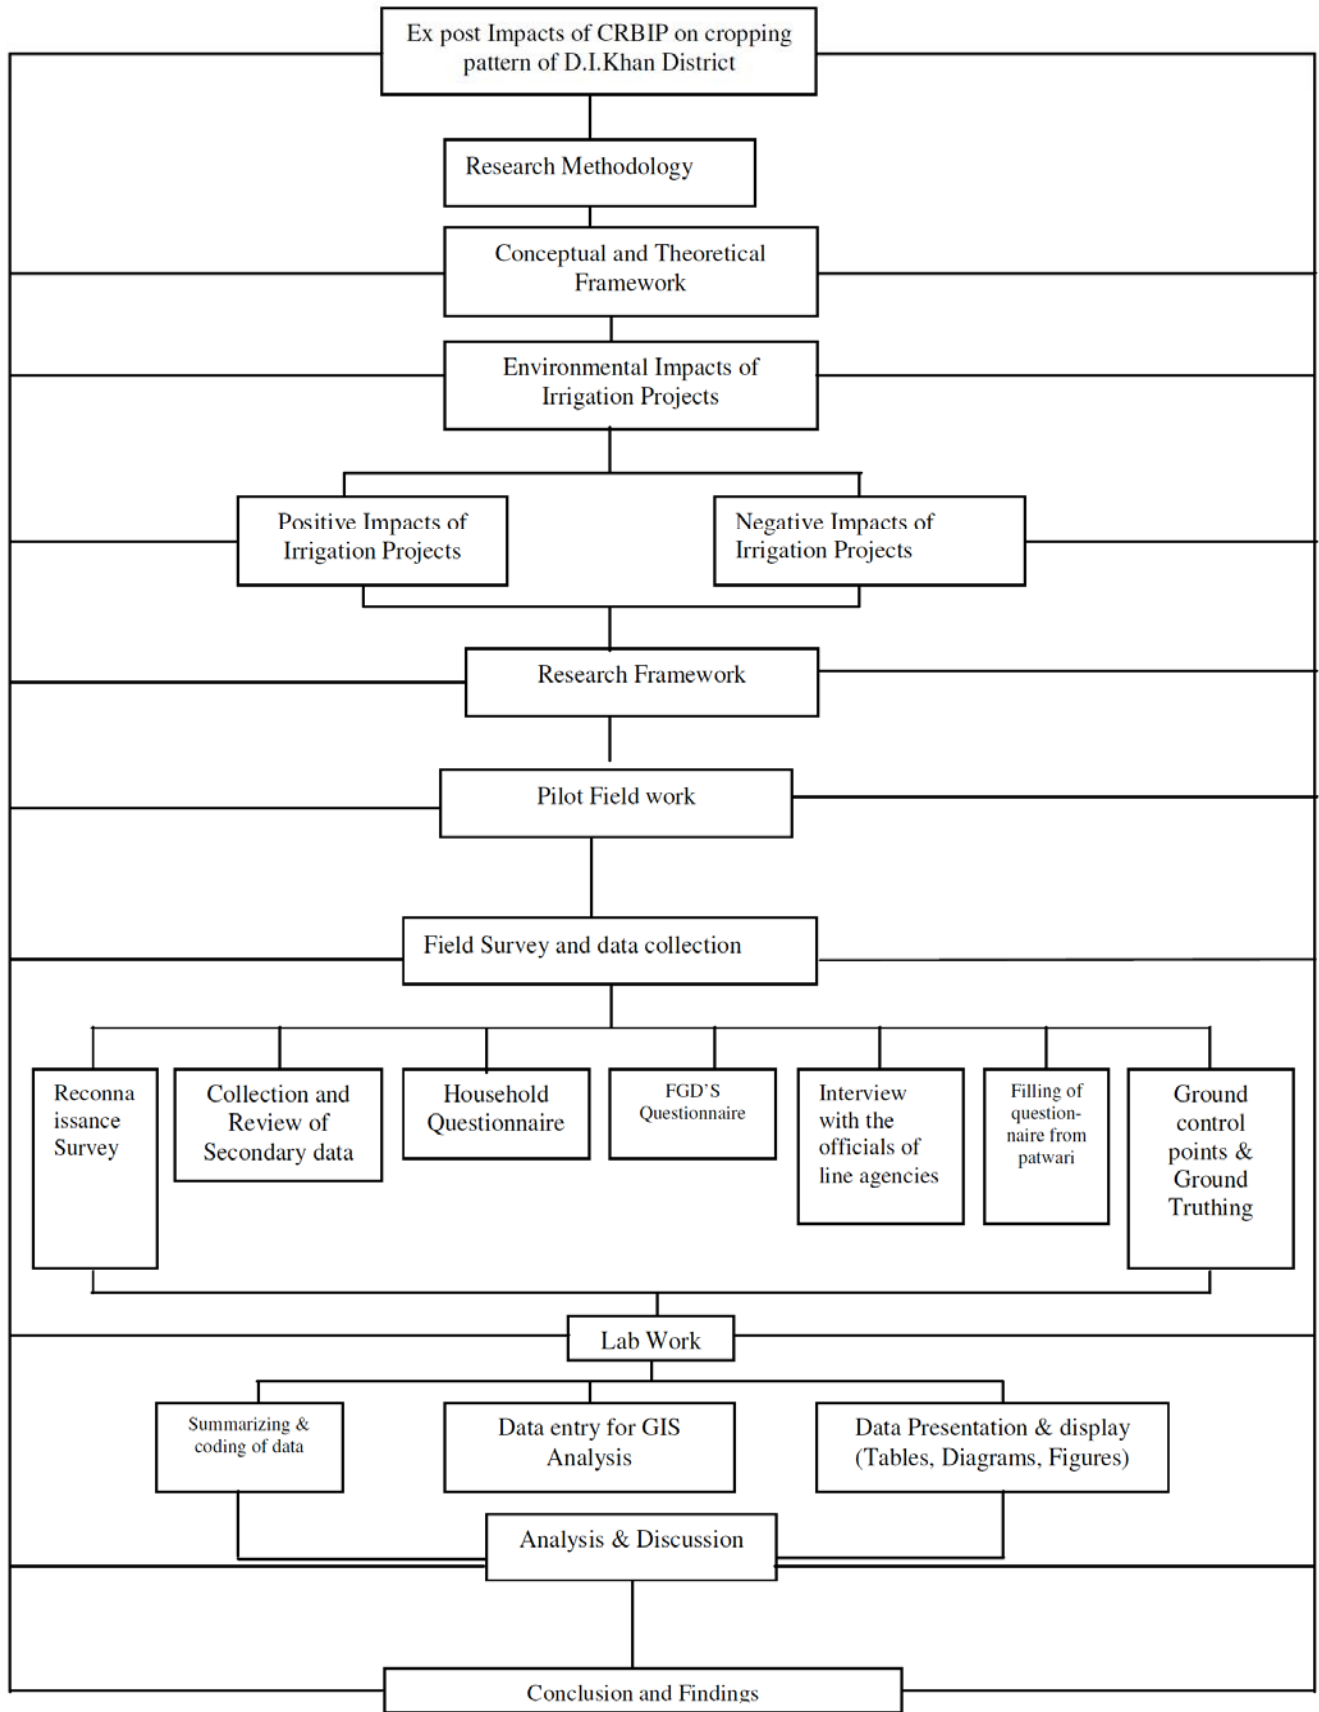 Ex post Impacts of CRBIP on cropping
pattern of D.I.Khan District
Research Methodology
Conceptual and Theoretical
Framework
Environmental Impacts of
Irrigation Projects
Positive Impacts of
Irrigation Projects
Negative Impacts of
Irrigation Projects
Research Framework
Pilot Field work
Field Survey and data collection
Reconna
issance
Survey
Collection and
Review of
Secondary data
Household
Questionnaire
FGD'S
Questionnaire
Interview
with the
officials of
line agencies
Filling of
question-
naire from
patwari
Ground
control
points &
Ground
Truthing
Lab Work
Summarizing &
coding of data
Data entry for GIS
Analysis
Data Presentation & display
(Tables, Diagrams, Figures)
Analysis & Discussion
Conclusion and Findings